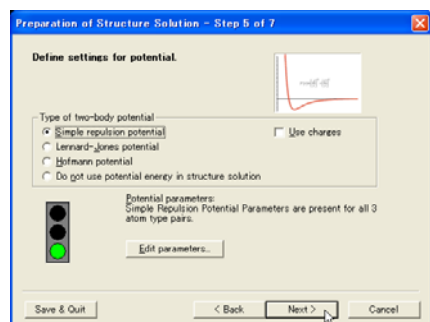 Preparation of Structure Solution - Step 5 of 7
Define settings for potential.
Type of two-body potential
Simple repulsion potential
Use charges
Lennard-Jones potential
Hofmann potential
Do not use potential energy in structure solution
Potential parameters:
Simple Repulsion Potential Parameters are present for all 3
atom type pairs.
Edit parameters...
Save & Quit
< Back
Next >
Cancel